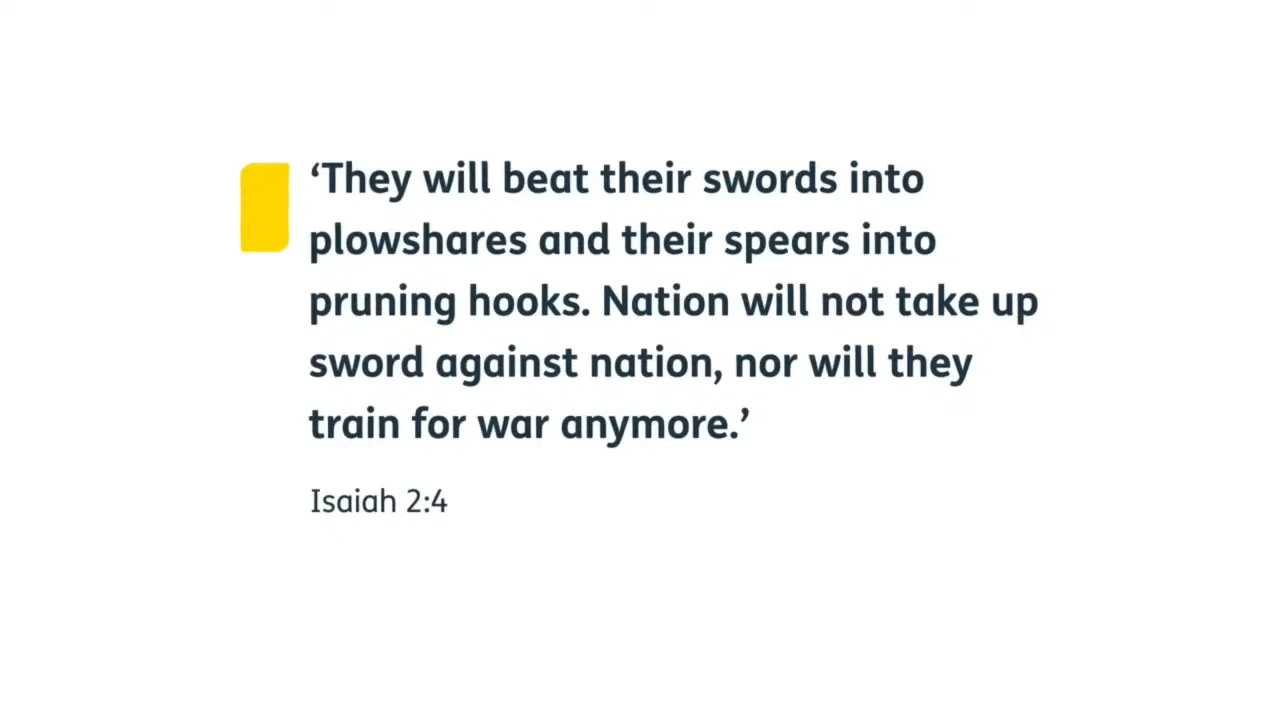 ‘They will beat their swords into
plowshares and their spears into
pruning hooks. Nation will not take up
sword against nation, nor will they
train for war anymore.’
Isaiah 2:4